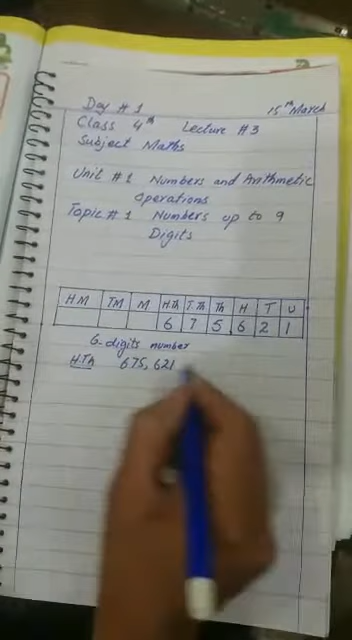 Day # 1 15th March
Class 4th Lecture # 3
Subject Maths
Unit # 1 Numbers and Arithmetic
Operations
Topic # 1 Numbers up to 9
Digits
HM TM M H.Th T.Th Th H T U
6 7 5 6 2 1
6-digits number
H.Th 675,621